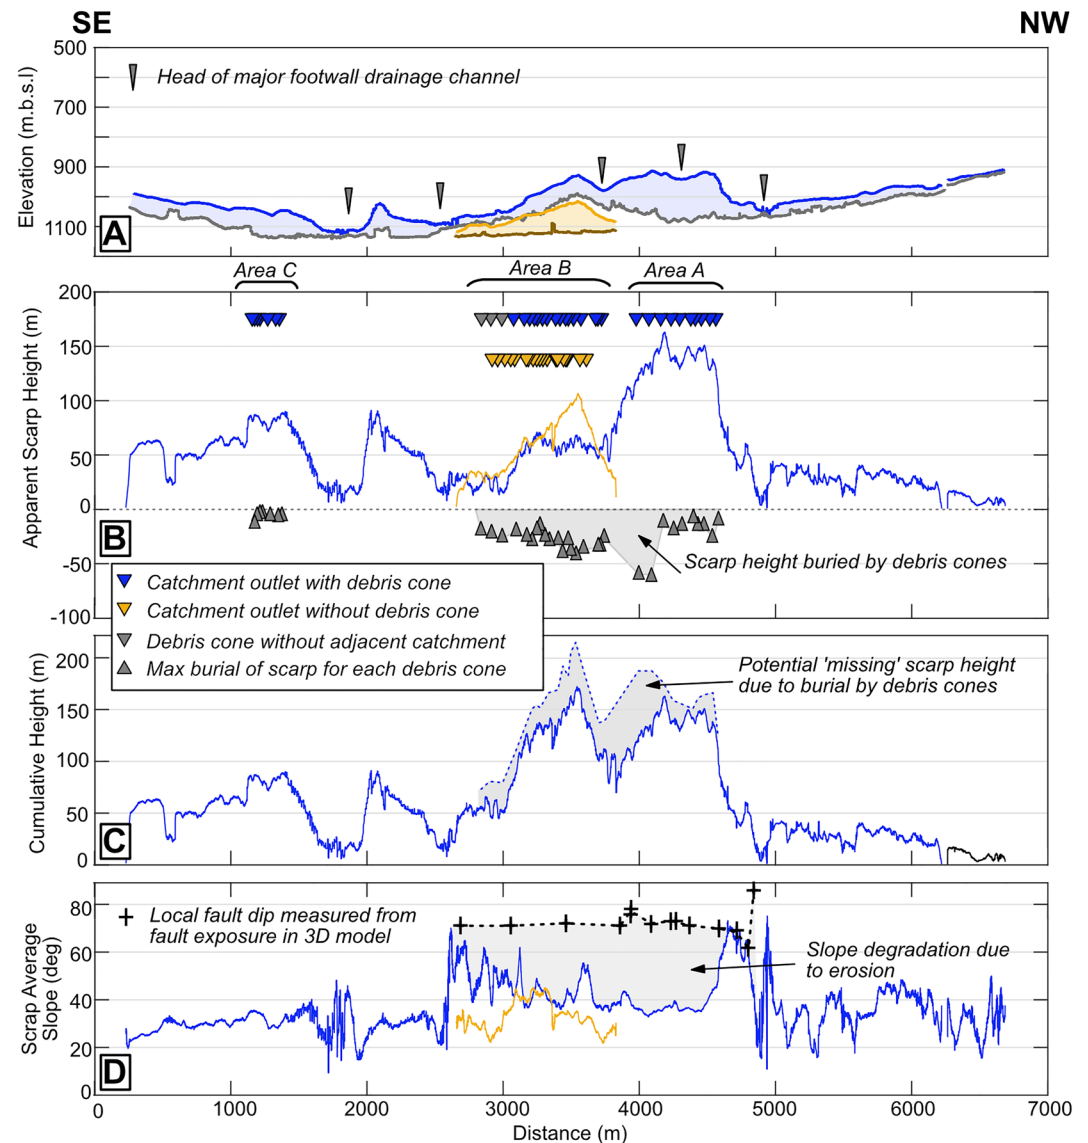 SE
NW
500
700
900
1100
Elevation (m.b.s.l)
Head of major footwall drainage channel
A
Area C
Area B
Area A
200
150
100
50
0
-50
-100
Apparent Scarp Height (m)
B
Scarp height buried by debris cones
Catchment outlet with debris cone
Catchment outlet without debris cone
Debris cone without adjacent catchment
Max burial of scarp for each debris cone
200
150
100
50
0
Cumulative Height (m)
C
Potential 'missing' scarp height
due to burial by debris cones
80
60
40
20
0
Scrap Average
Slope (deg)
D
Local fault dip measured from
fault exposure in 3D model
Slope degradation due
to erosion
0
1000
2000
3000
4000
5000
6000
7000
Distance (m)